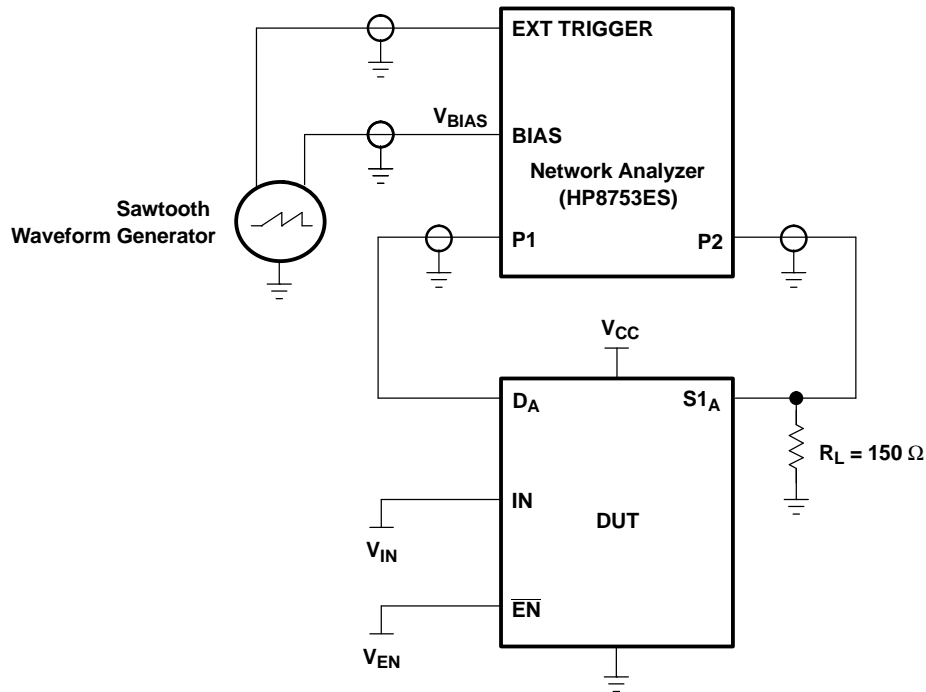 EXT TRIGGER
V_BIAS
BIAS
Network Analyzer
(HP8753ES)
Sawtooth
Waveform Generator
P1
P2
V_CC
D_A
S1_A
R_L = 150 Ω
IN
DUT
V_IN
E̅N̅
V_EN